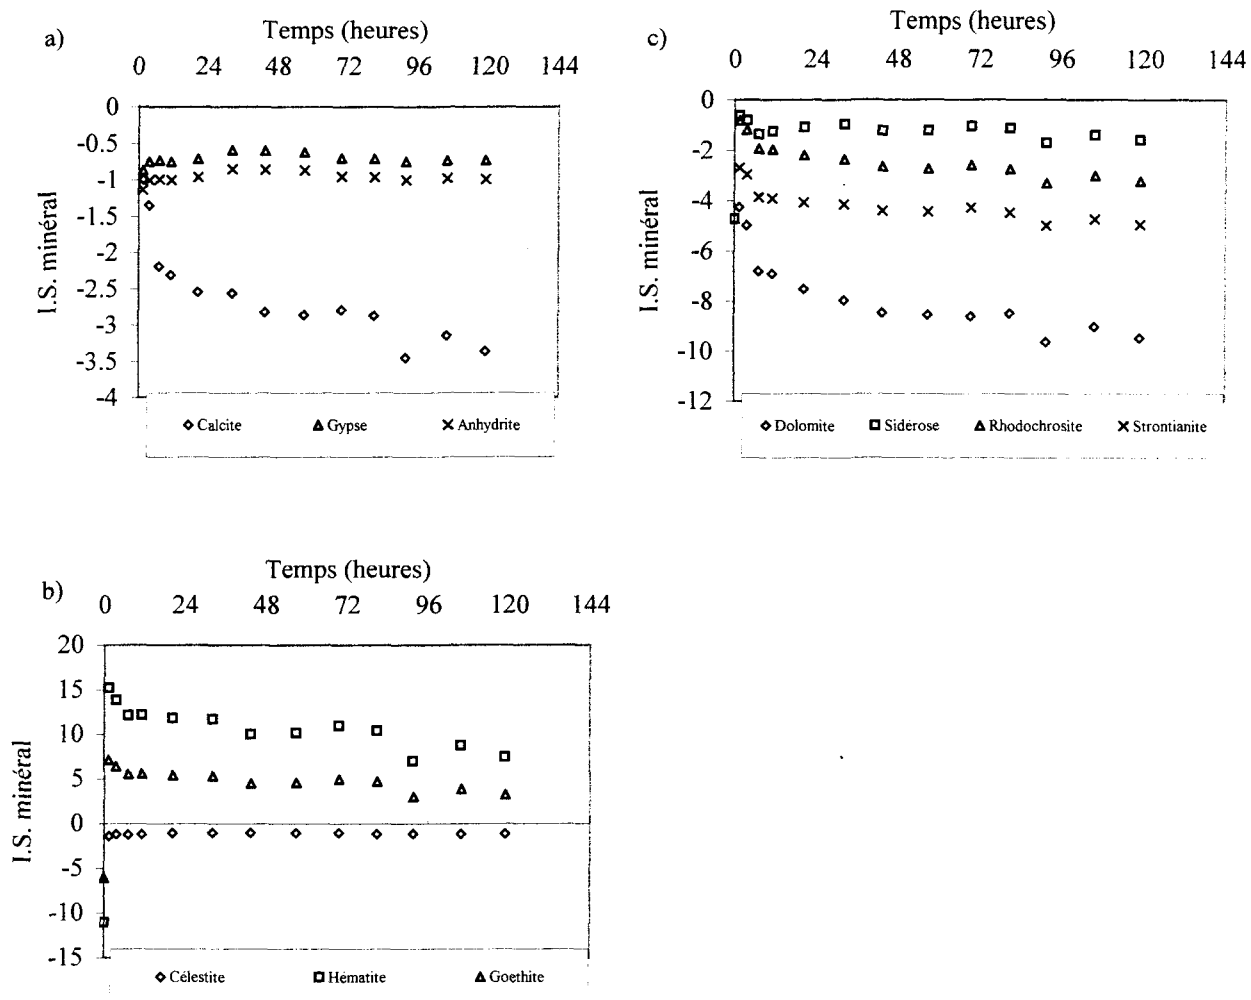 a)
Temps (heures)
0 24 48 72 96 120 144
0
-0.5
-1
-1.5
-2
-2.5
-3
-3.5
-4
I.S. minéral
Calcite Gypse Anhydrite
c)
Temps (heures)
0 24 48 72 96 120 144
0
-2
-4
-6
-8
-10
-12
I.S. minéral
Dolomite Sidérose Rhodochrosite Strontianite
b)
Temps (heures)
0 24 48 72 96 120 144
20
15
10
5
0
-5
-10
-15
I.S. minéral
Célestite Hématite Goethite